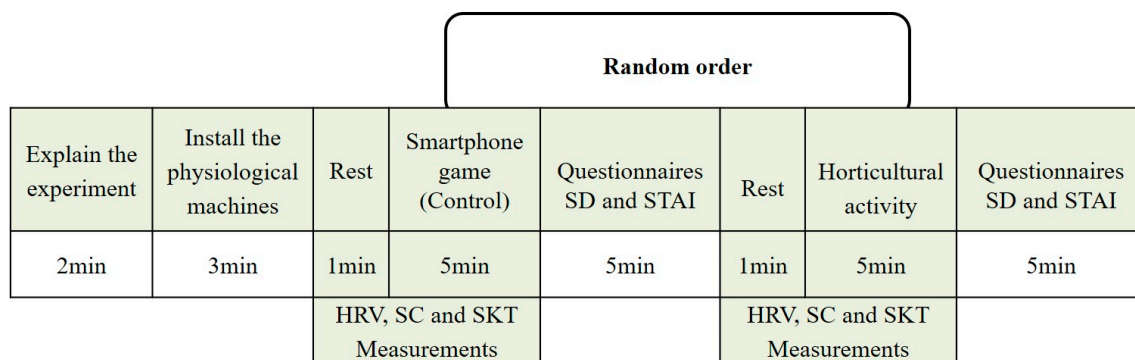 Random order
Explain the
experiment
Install the
physiological
machines
Rest
Smartphone
game
(Control)
Questionnaires
SD and STAI
Rest
Horticultural
activity
Questionnaires
SD and STAI
2min
3min
1min
5min
5min
1min
5min
5min
HRV, SC and SKT
Measurements
HRV, SC and SKT
Measurements